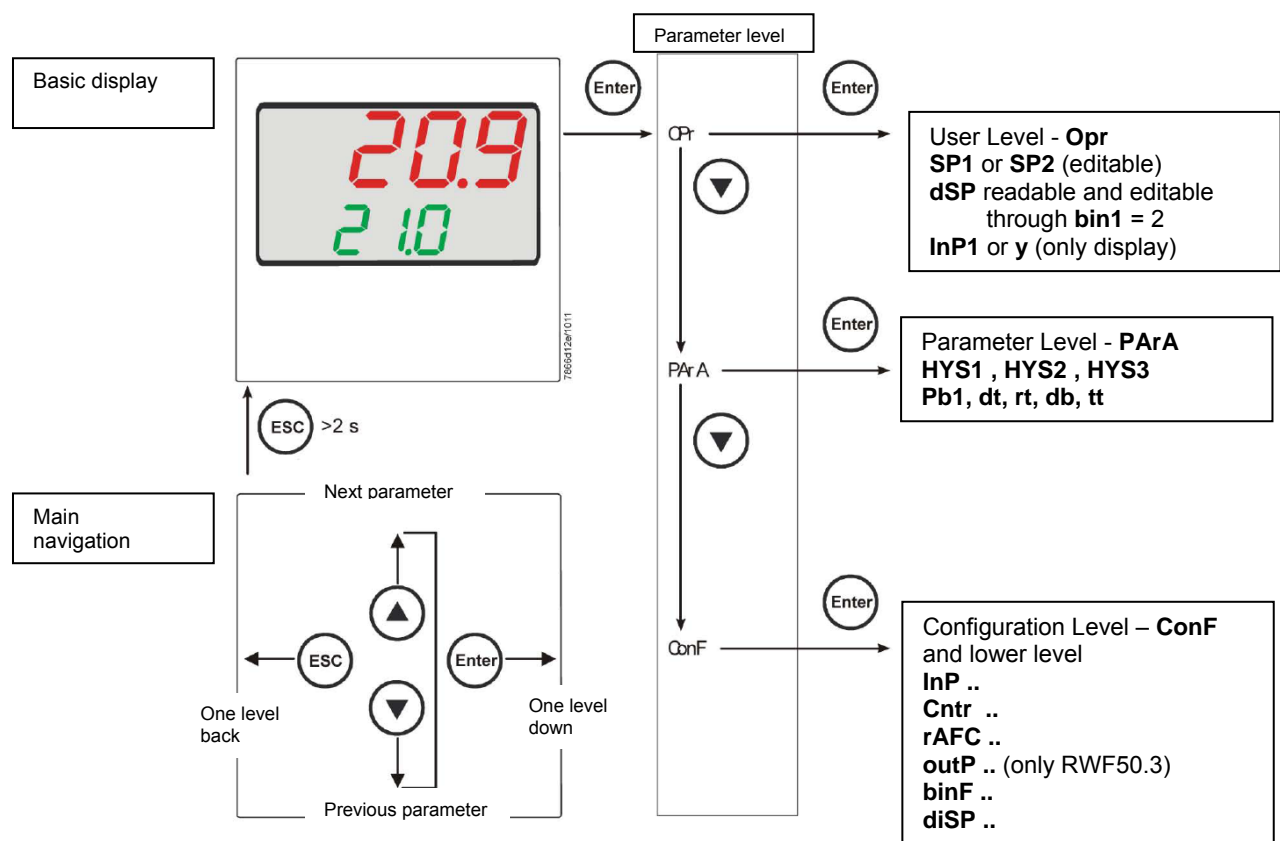 Basic display
20.9
21.0
7866d12e/1011
Enter
Parameter level
OPr
Enter
User Level - Opr
SP1 or SP2 (editable)
dSP readable and editable
through bin1 = 2
InP1 or y (only display)
PArA
Enter
Parameter Level - PArA
HYS1 , HYS2 , HYS3
Pb1, dt, rt, db, tt
ConF
Enter
Configuration Level – ConF
and lower level
InP ..
Cntr ..
rAFC ..
outP .. (only RWF50.3)
binF ..
diSP ..
ESC >2 s
Main
navigation
Next parameter
ESC
Enter
One level
back
One level
down
Previous parameter